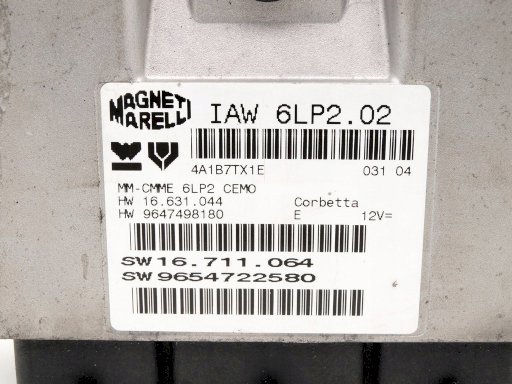 MAGNETI
MARELLI
IAW 6LP2.02
4A1B7TX1E 031 04
MM-CMME 6LP2 CEMO
HW 16.631.044 Corbetta
HW 9647498180 E 12V=
SW16.711.064
SW9654722580